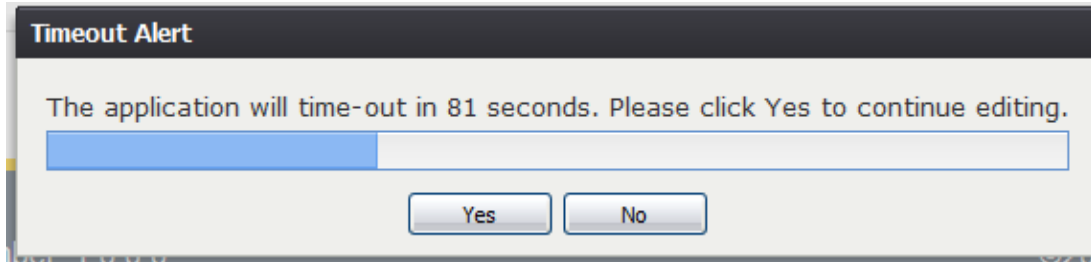 Timeout Alert
The application will time-out in 81 seconds. Please click Yes to continue editing.
Yes
No